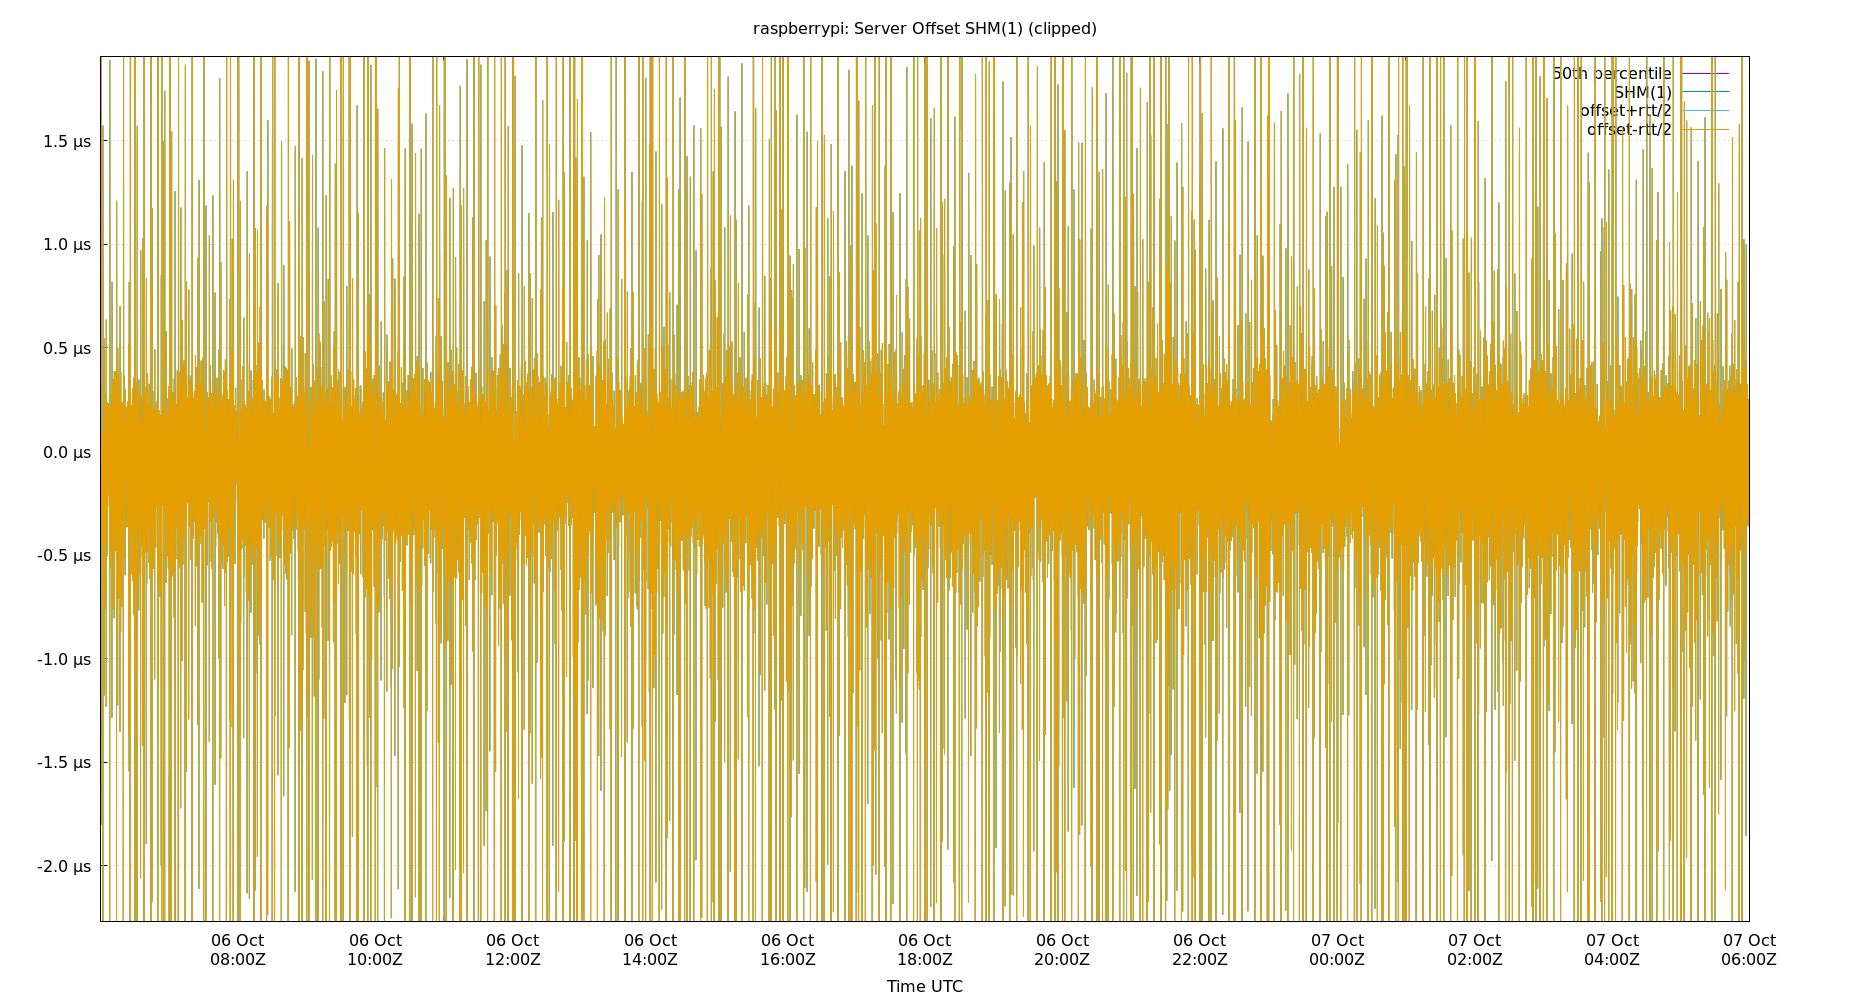 raspberrypi: Server Offset SHM(1) (clipped)
50th percentile
SHM(1)
offset+rtt/2
offset-rtt/2
1.5 µs
1.0 µs
0.5 µs
0.0 µs
-0.5 µs
-1.0 µs
-1.5 µs
-2.0 µs
06 Oct 06 Oct 06 Oct 06 Oct 06 Oct 06 Oct 06 Oct 06 Oct 07 Oct 07 Oct 07 Oct 07 Oct
08:00Z 10:00Z 12:00Z 14:00Z 16:00Z 18:00Z 20:00Z 22:00Z 00:00Z 02:00Z 04:00Z 06:00Z
Time UTC